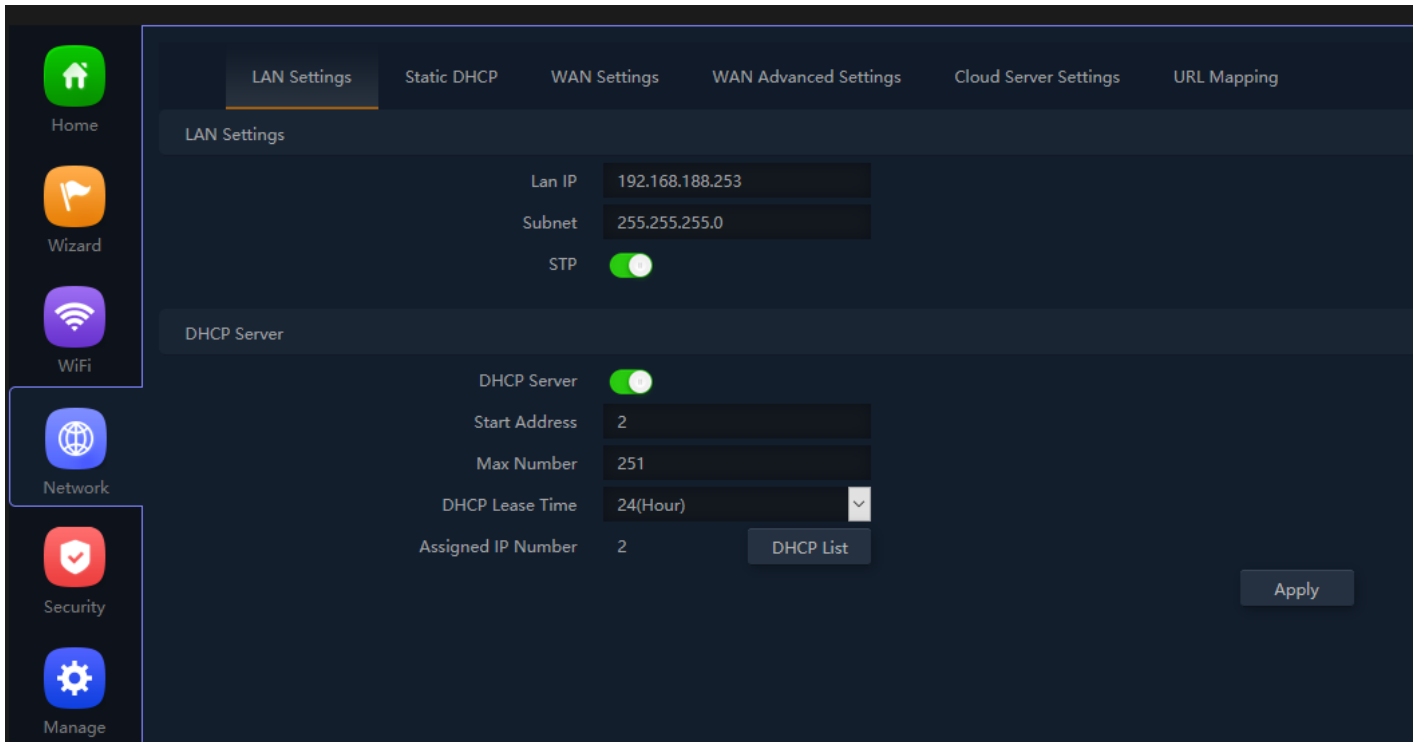 Home
Wizard
WiFi
Network
Security
Manage
LAN Settings Static DHCP WAN Settings WAN Advanced Settings Cloud Server Settings URL Mapping
LAN Settings
Lan IP 192.168.188.253
Subnet 255.255.255.0
STP
DHCP Server
DHCP Server
Start Address 2
Max Number 251
DHCP Lease Time 24(Hour)
Assigned IP Number 2 DHCP List
Apply